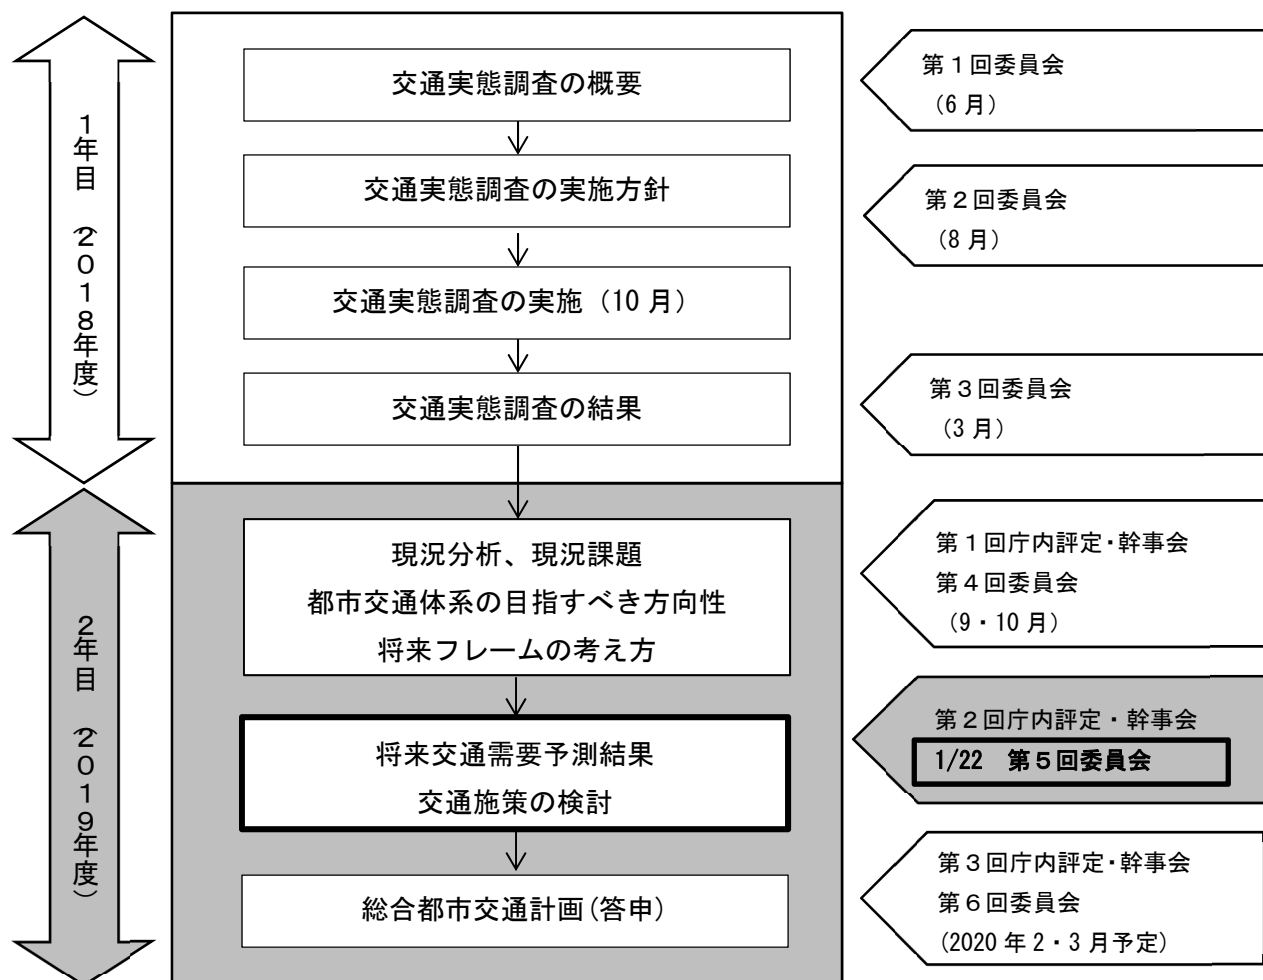 1年目（2018年度）
交通実態調査の概要
第１回委員会
（6 月）
交通実態調査の実施方針
第２回委員会
（8 月）
交通実態調査の実施（10 月）
交通実態調査の結果
第３回委員会
（3 月）
2年目（2019年度）
現況分析、現況課題
都市交通体系の目指すべき方向性
将来フレームの考え方
第１回庁内評定・幹事会
第４回委員会
（9・10 月）
将来交通需要予測結果
交通施策の検討
第２回庁内評定・幹事会
1/22　第５回委員会
総合都市交通計画（答申）
第３回庁内評定・幹事会
第６回委員会
（2020 年 2・3 月予定）